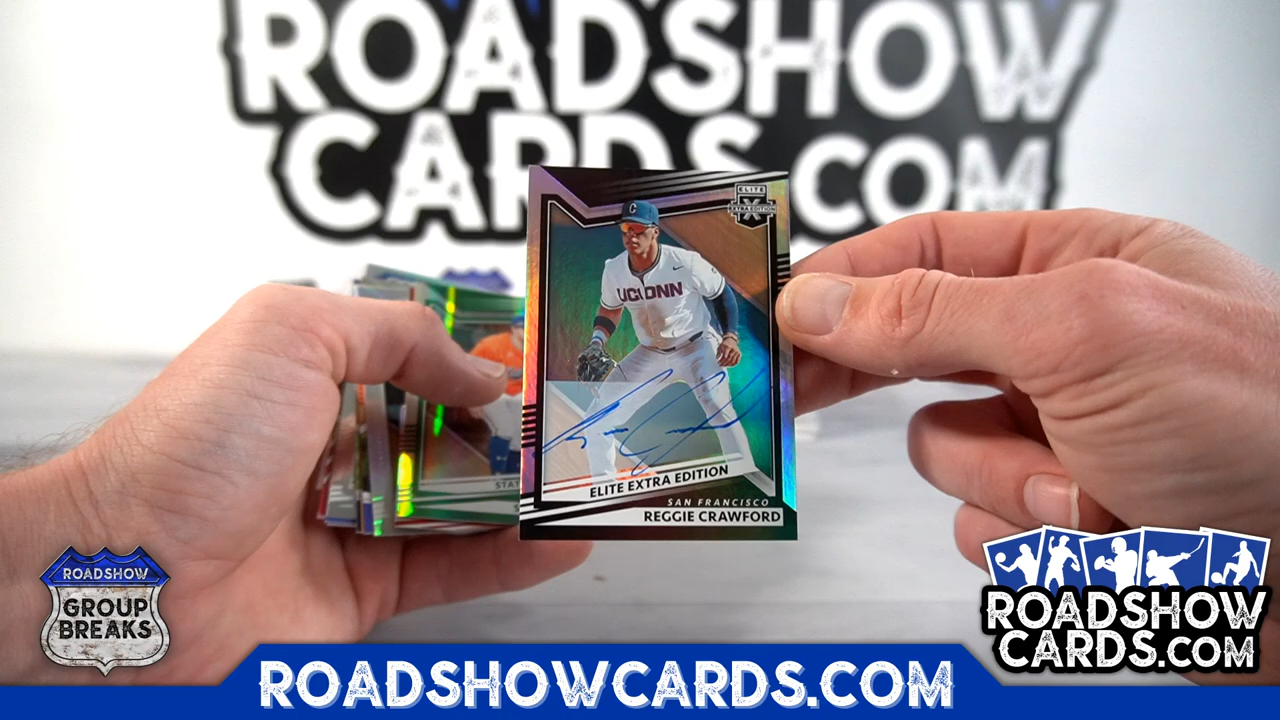 ROADSHOW
CARDS.COM
ELITE
X
EXTRA EDITION
C
UCONN
ELITE EXTRA EDITION
SAN FRANCISCO
REGGIE CRAWFORD
STAT
ROADSHOW
GROUP
BREAKS
ROADSHOW
CARDS.COM
ROADSHOWCARDS.COM